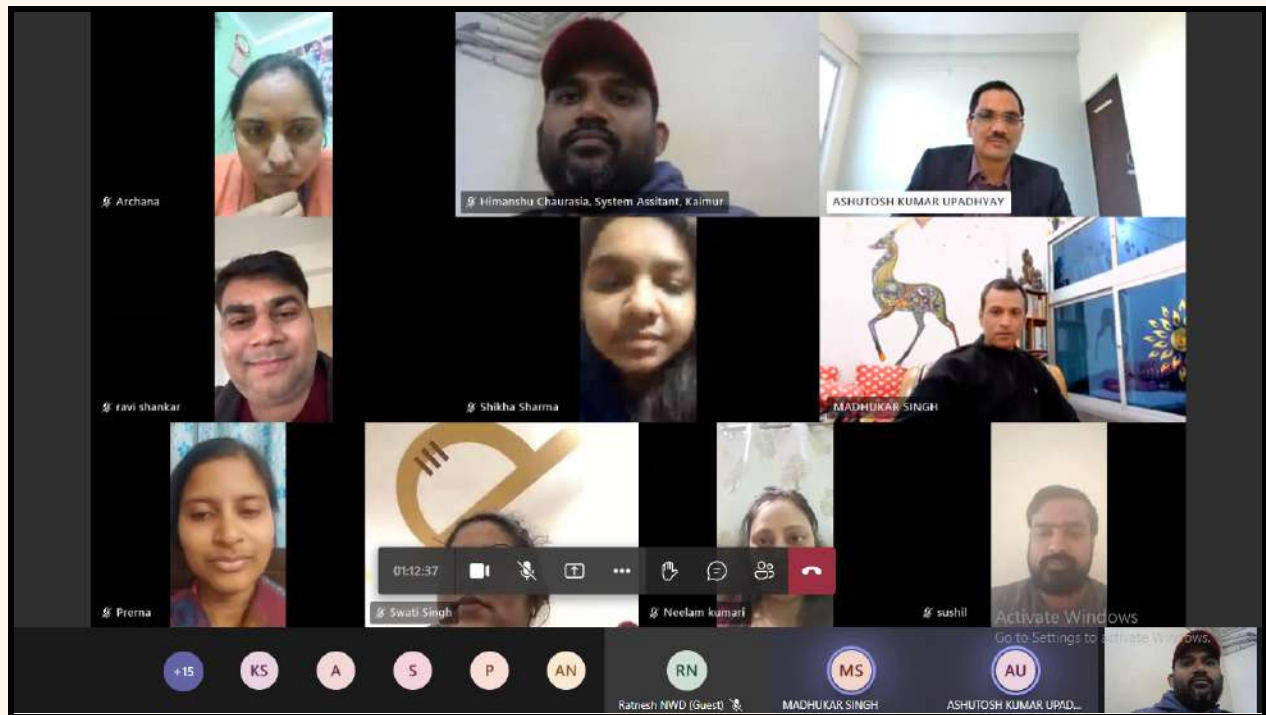 Archana
Himanshu Chaurasia, System Assitant, Kaimur
ASHUTOSH KUMAR UPADHYAY
ravi shankar
Shikha Sharma
MADHUKAR SINGH
01:12:37
Prerna
Swati Singh
Neelam kumari
sushil
Activate Windows
Go to Settings to activate Windows.
+15
KS
A
S
P
AN
RN
MS
AU
Ratnesh NWD (Guest)
MADHUKAR SINGH
ASHUTOSH KUMAR UPAD...